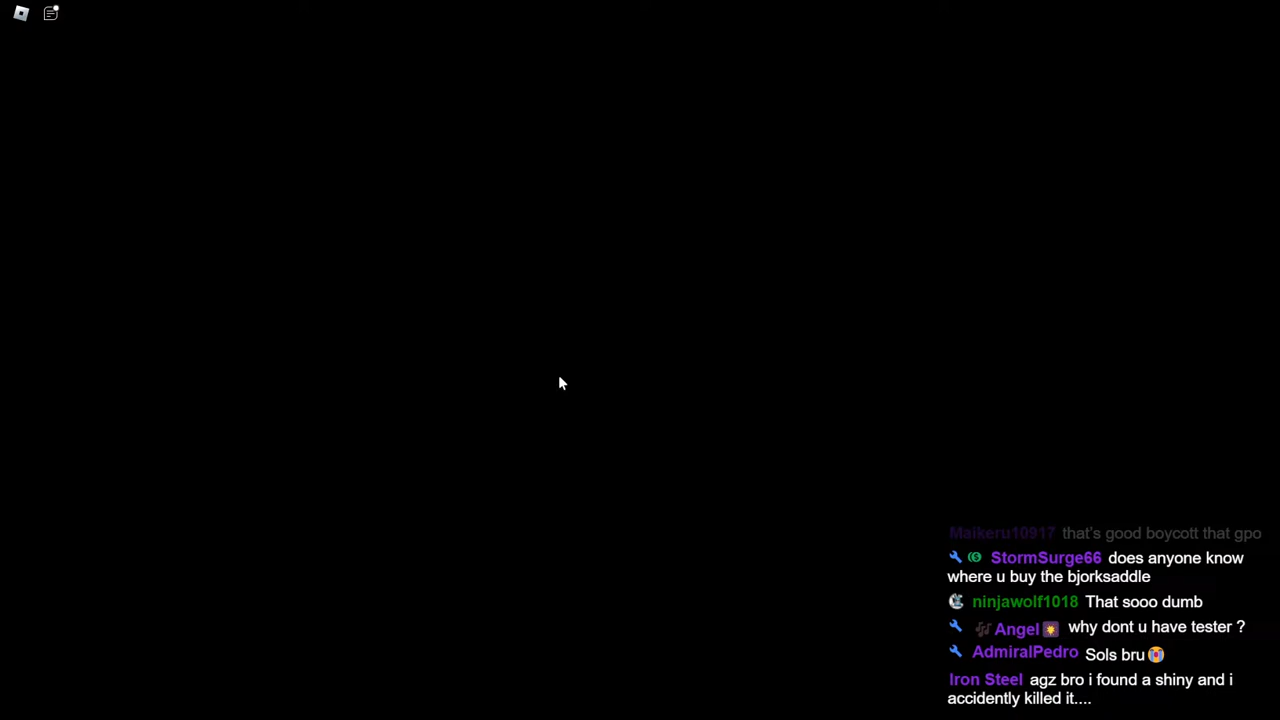 Maikeru10917 that's good boycott that gpo
StormSurge66 does anyone know
where u buy the bjorksaddle
ninjawolf1018 That sooo dumb
Angel why dont u have tester ?
AdmiralPedro Sols bru
Iron Steel agz bro i found a shiny and i
accidently killed it....